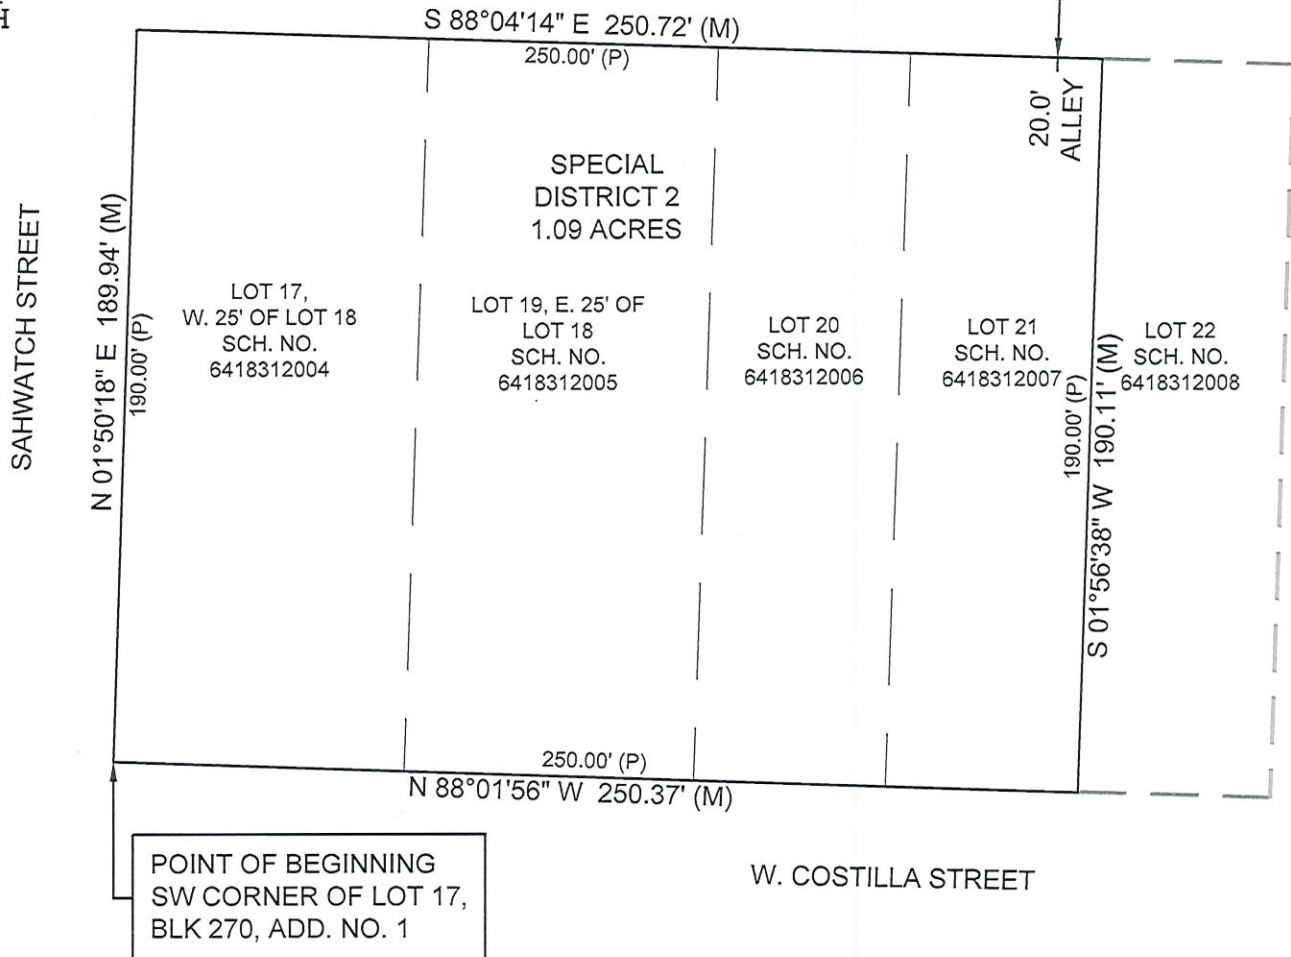 H
S 88°04'14" E 250.72' (M)
250.00' (P)
20.0'
ALLEY
SPECIAL
DISTRICT 2
1.09 ACRES
SAHWATCH STREET
N 01°50'18" E 189.94' (M)
190.00' (P)
LOT 17,
W. 25' OF LOT 18
SCH. NO.
6418312004
LOT 19, E. 25' OF
LOT 18
SCH. NO.
6418312005
LOT 20
SCH. NO.
6418312006
LOT 21
SCH. NO.
6418312007
190.00' (P)
S 01°56'38" W 190.11' (M)
LOT 22
SCH. NO.
6418312008
250.00' (P)
N 88°01'56" W 250.37' (M)
POINT OF BEGINNING
SW CORNER OF LOT 17,
BLK 270, ADD. NO. 1
W. COSTILLA STREET